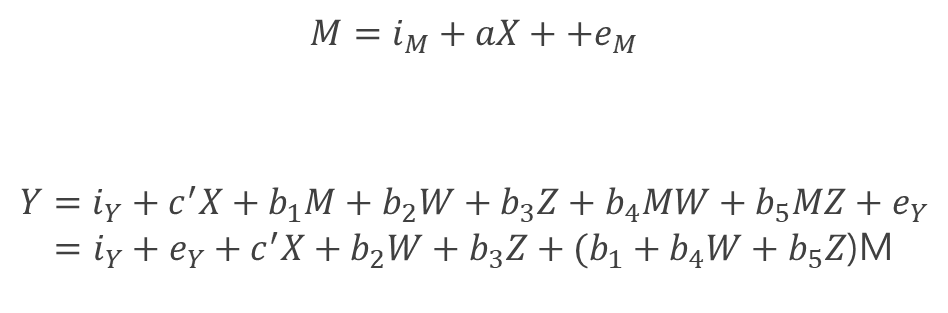 M = i_M + aX + +e_M
Y = i_Y + c'X + b_1M + b_2W + b_3Z + b_4MW + b_5MZ + e_Y
= i_Y + e_Y + c'X + b_2W + b_3Z + (b_1 + b_4W + b_5Z)M